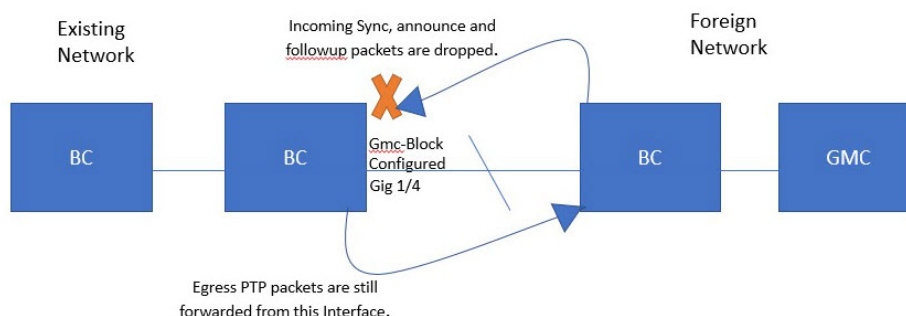 Existing
Network
Incoming Sync, announce and
followup packets are dropped.
Foreign
Network
BC
BC
Gmc-Block
Configured
Gig 1/4
BC
GMC
Egress PTP packets are still
forwarded from this Interface.